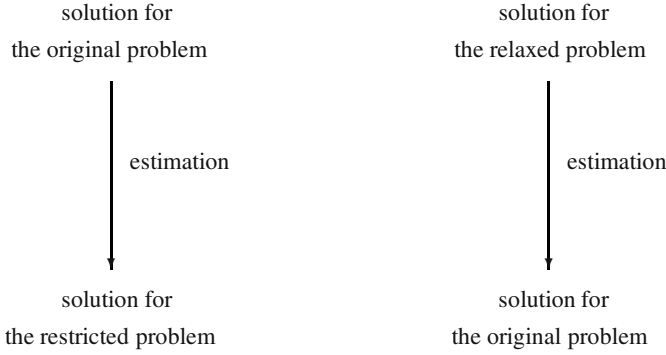 solution for
the original problem
estimation
solution for
the restricted problem
solution for
the relaxed problem
estimation
solution for
the original problem